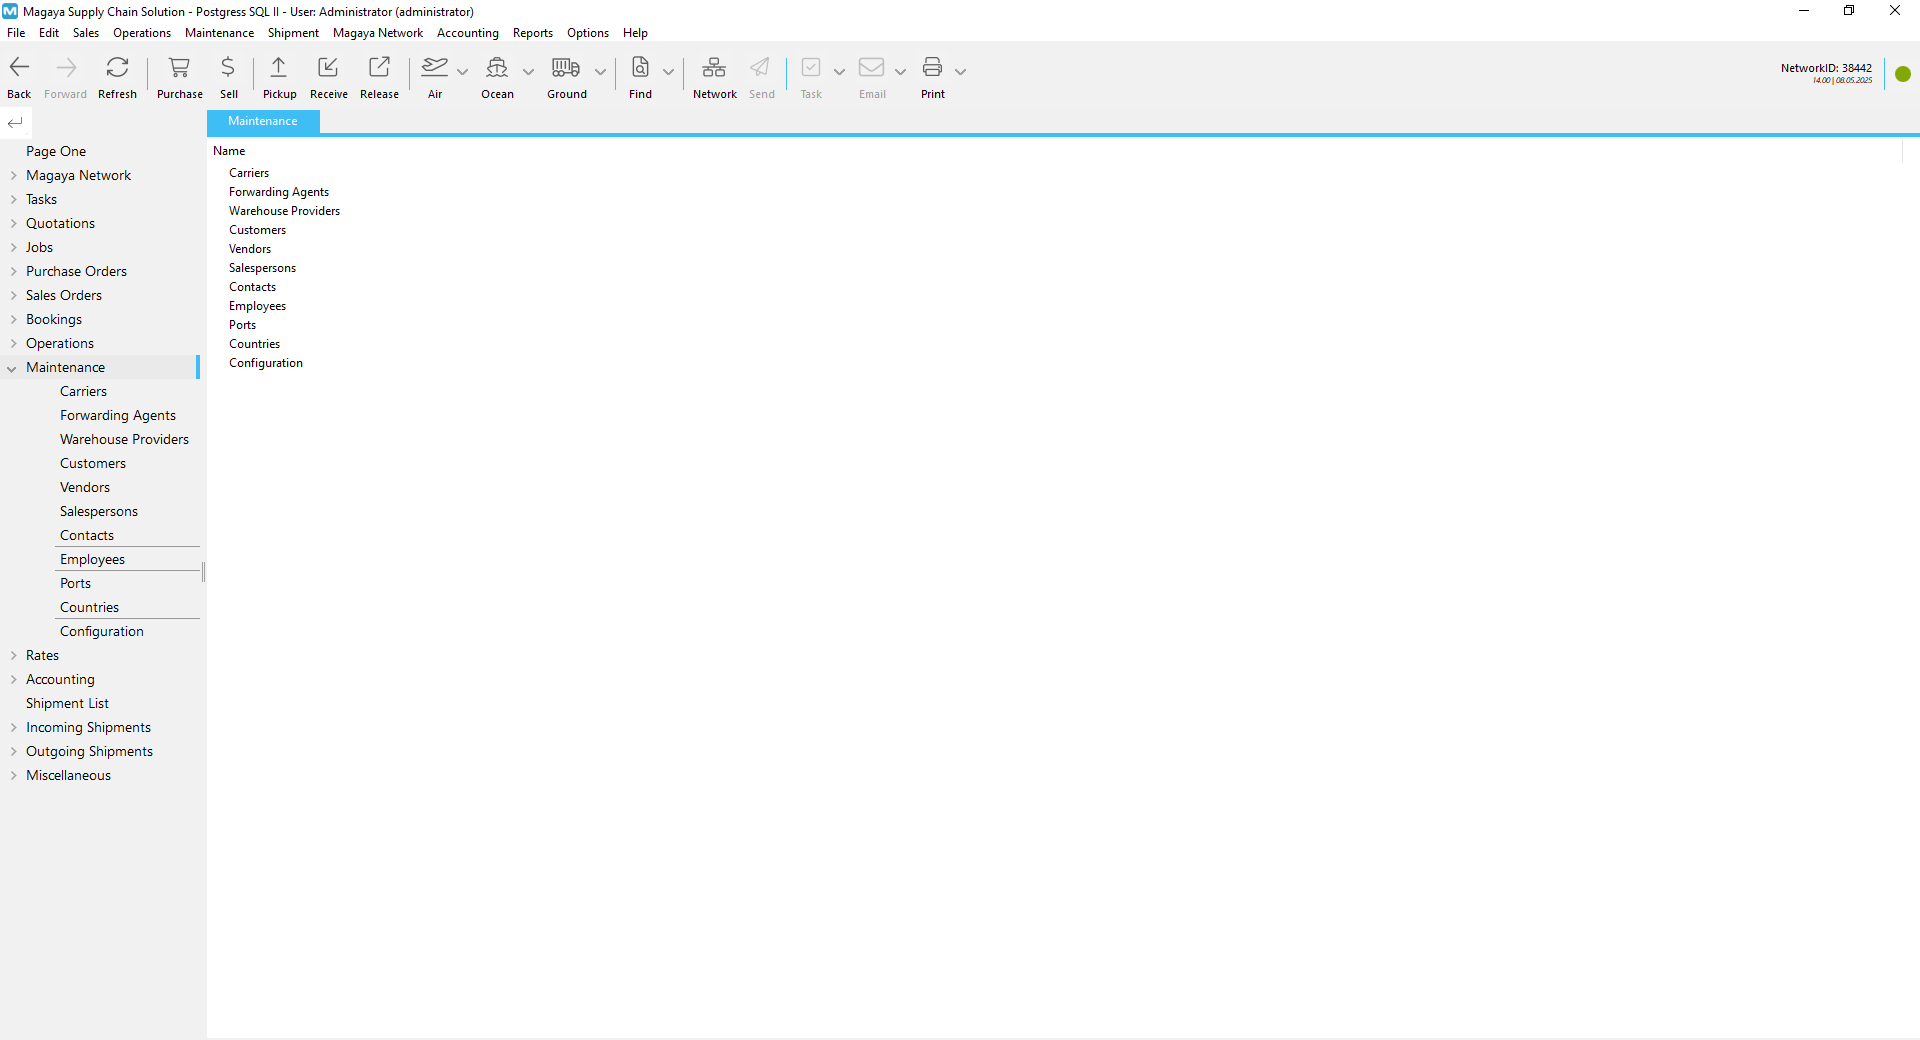 Magaya Supply Chain Solution - Postgress SQL II - User: Administrator (administrator)
File Edit Sales Operations Maintenance Shipment Magaya Network Accounting Reports Options Help
Back Forward Refresh Purchase Sell Pickup Receive Release Air Ocean Ground Find Network Send Task Email Print
NetworkID: 38442
14.00 | 08.05.2025
Page One
Magaya Network
Tasks
Quotations
Jobs
Purchase Orders
Sales Orders
Bookings
Operations
Maintenance
Carriers
Forwarding Agents
Warehouse Providers
Customers
Vendors
Salespersons
Contacts
Employees
Ports
Countries
Configuration
Rates
Accounting
Shipment List
Incoming Shipments
Outgoing Shipments
Miscellaneous
Maintenance
Name
Carriers
Forwarding Agents
Warehouse Providers
Customers
Vendors
Salespersons
Contacts
Employees
Ports
Countries
Configuration